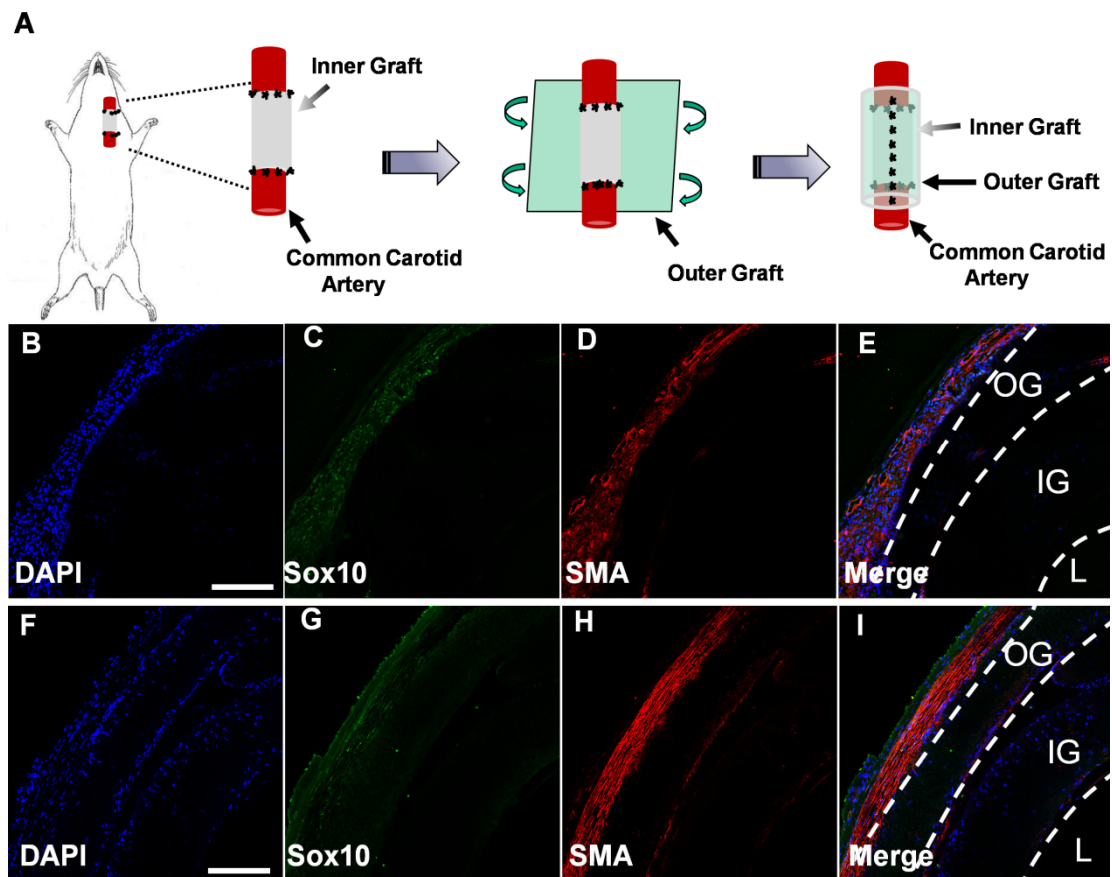 A
Inner Graft
Common Carotid
Artery
Outer Graft
Inner Graft
Outer Graft
Common Carotid
Artery
B
DAPI
C
Sox10
D
SMA
E
OG
IG
L
Merge
F
DAPI
G
Sox10
H
SMA
I
OG
IG
L
Merge